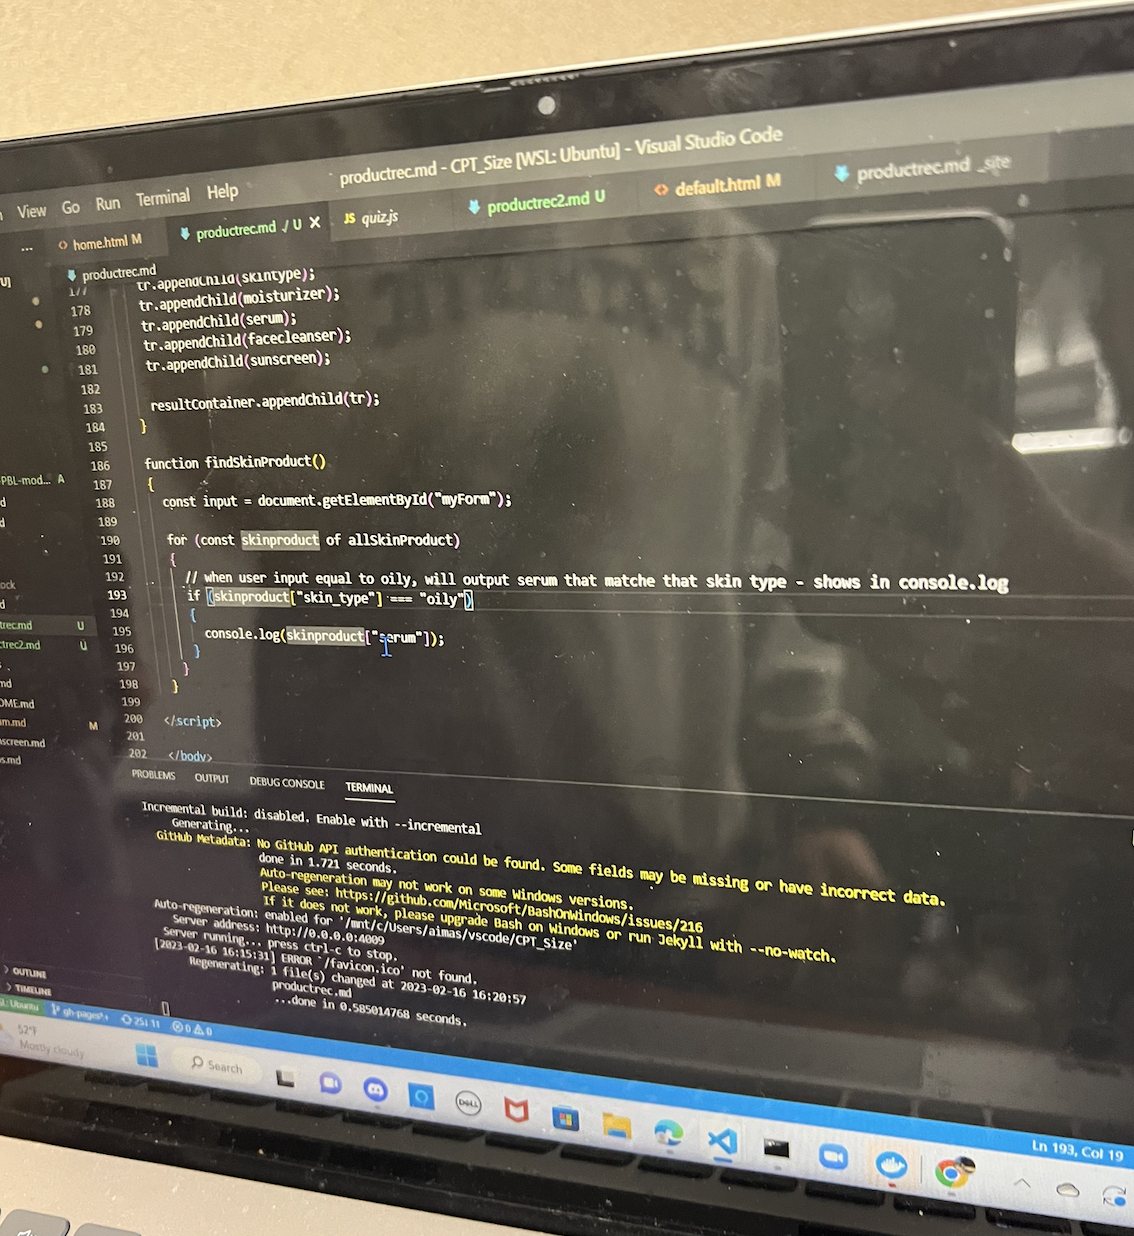 productrec.md - CPT_Size [WSL: Ubuntu] - Visual Studio Code
View Go Run Terminal Help
... home.html M productrec.md ./ U X JS quiz.js productrec2.md U default.html M productrec.md _site
productrec.md
177 tr.appendChild(skintype);
178 tr.appendChild(moisturizer);
179 tr.appendChild(serum);
180 tr.appendChild(facecleanser);
181 tr.appendChild(sunscreen);
182
183 resultContainer.appendChild(tr);
184 }
185
186 function findSkinProduct()
187 {
188 const input = document.getElementById("myForm");
189
190 for (const skinproduct of allSkinProduct)
191 {
192 // when user input equal to oily, will output serum that matche that skin type - shows in console.log
193 if (skinproduct["skin_type"] === "oily")
194 {
195 console.log(skinproduct["serum"]);
196 }
197 }
198 }
199
200 </script>
201
202 </body>
PBL-mod... A
ock
trec.md U
trec2.md U
OME.md
m.md M
screen.md
s.md
OUTLINE
TIMELINE
PROBLEMS OUTPUT DEBUG CONSOLE TERMINAL
Incremental build: disabled. Enable with --incremental
Generating...
GitHub Metadata: No GitHub API authentication could be found. Some fields may be missing or have incorrect data.
done in 1.721 seconds.
Auto-regeneration may not work on some Windows versions.
Please see: https://github.com/Microsoft/BashOnWindows/issues/216
If it does not work, please upgrade Bash on Windows or run Jekyll with --no-watch.
Auto-regeneration: enabled for '/mnt/c/Users/aimas/vscode/CPT_Size'
Server address: http://0.0.0.0:4009
Server running... press ctrl-c to stop.
[2023-02-16 16:15:31] ERROR '/favicon.ico' not found.
Regenerating: 1 file(s) changed at 2023-02-16 16:20:57
productrec.md
...done in 0.585014768 seconds.
L: Ubuntu gh-pages*+ 25↓ 1↑ 0 0
Ln 193, Col 19
52°F
Mostly cloudy
Search
DELL